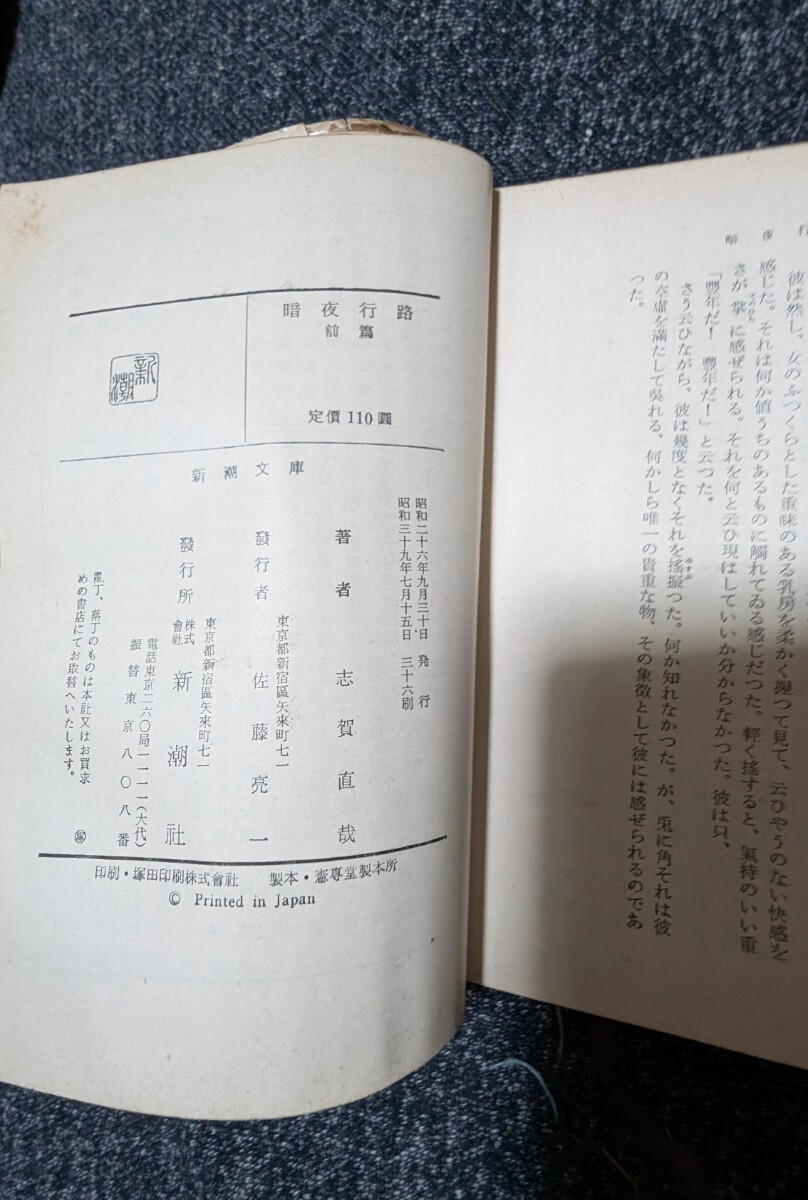 暗夜行
彼は然し、女のふつくらとした重味のある乳房を柔かく握つて見て、云ひやうのない快感を
感じた。それは何か値うちのあるものに觸れてゐる感じだつた。輕く搖すると、氣持のいい重
さが掌に感ぜられる。それを何と云ひ現はしていいか分からなかつた。彼は只、
「豐年だ! 豐年だ!」と云つた。
さう云ひながら、彼は幾度となくそれを搖振つた。何か知れなかつた。が、兎に角それは彼
の空虛を滿たして吳れる、何かしら唯一の貴重な物、その象徴として彼には感ぜられるのであ
つた。
暗夜行路
前篇
定價110圓
新潮
新潮文庫
昭和二十六年九月三十日 発行
昭和三十九年七月十五日 三十六刷
著者 志賀直哉
東京都新宿區矢來町七一
發行者 佐藤亮一
東京都新宿區矢來町七一
發行所 株式會社 新潮社
電話東京二六〇局一一一一(大代)
振替東京八〇八番
亂丁、落丁のものは本社又はお買求
めの書店にてお取替へいたします。
印刷・塚田印刷株式會社 製本・憲專堂製本所
© Printed in Japan